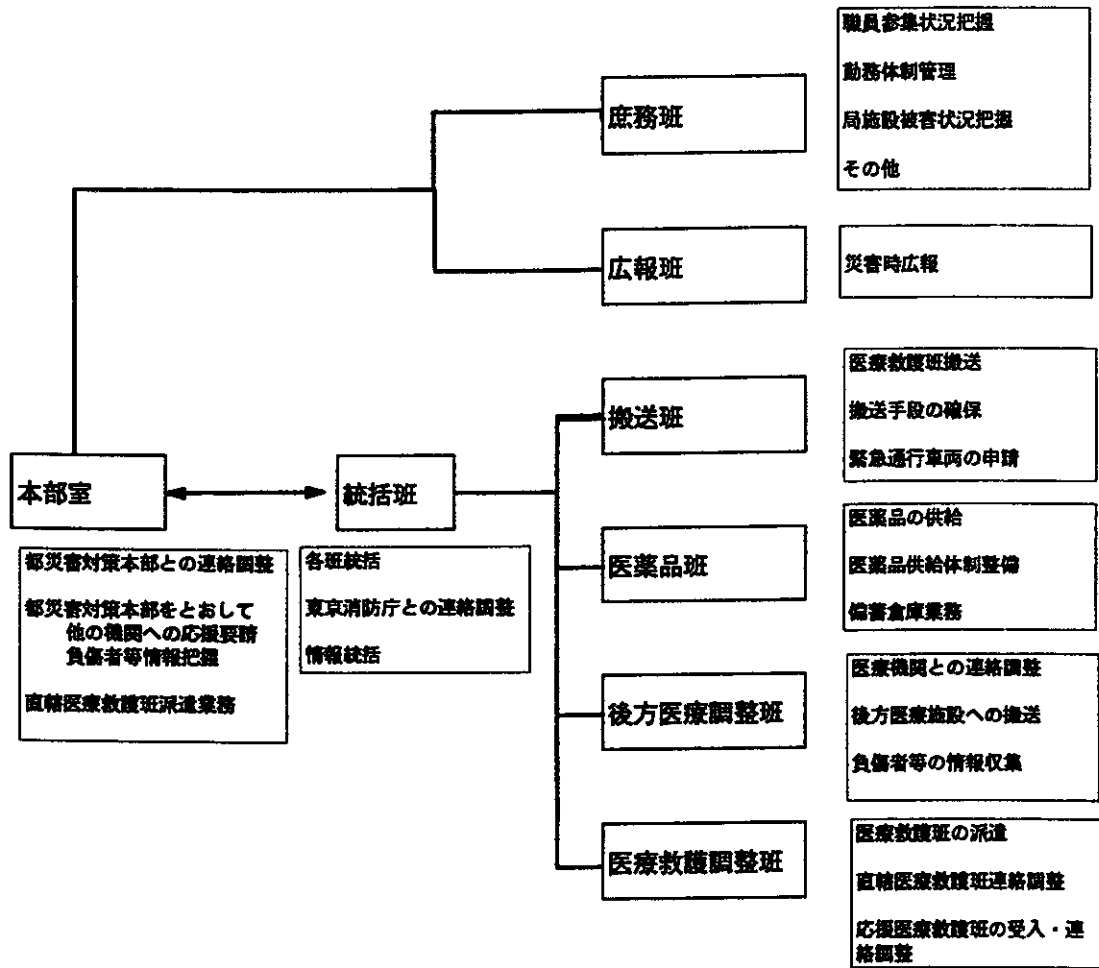 職員参集状況把握
勤務体制管理
局施設被害状況把握
その他
庶務班
広報班
災害時広報
搬送班
医療救護班搬送
搬送手段の確保
緊急通行車両の申請
本部室
統括班
都災害対策本部との連絡調整
都災害対策本部をとおして
他の機関への応援要請
負傷者等情報把握
直轄医療救護班派遣業務
各班統括
東京消防庁との連絡調整
情報統括
医薬品班
医薬品の供給
医薬品供給体制整備
備蓄倉庫業務
後方医療調整班
医療機関との連絡調整
後方医療施設への搬送
負傷者等の情報収集
医療救護調整班
医療救護班の派遣
直轄医療救護班連絡調整
応援医療救護班の受入・連
絡調整